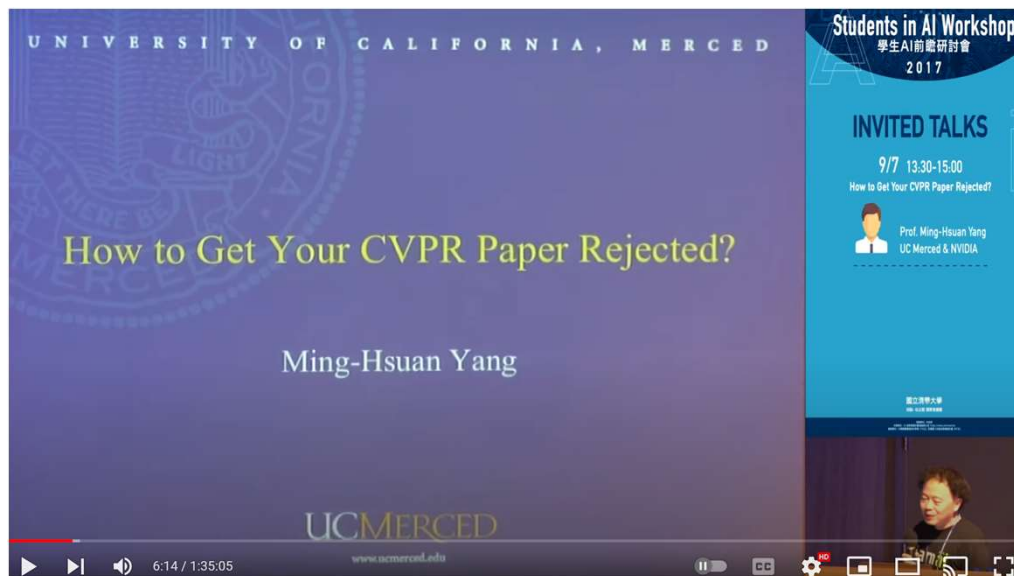 UNIVERSITY OF CALIFORNIA, MERCED
How to Get Your CVPR Paper Rejected?
Ming-Hsuan Yang
UCMERCED
www.ucmerced.edu
Students in AI Workshop
學生AI前瞻研討會
2017
INVITED TALKS
9/7 13:30-15:00
How to Get Your CVPR Paper Rejected?
Prof. Ming-Hsuan Yang
UC Merced & NVIDIA
國立清華大學
6:14 / 1:35:05
CC
HD